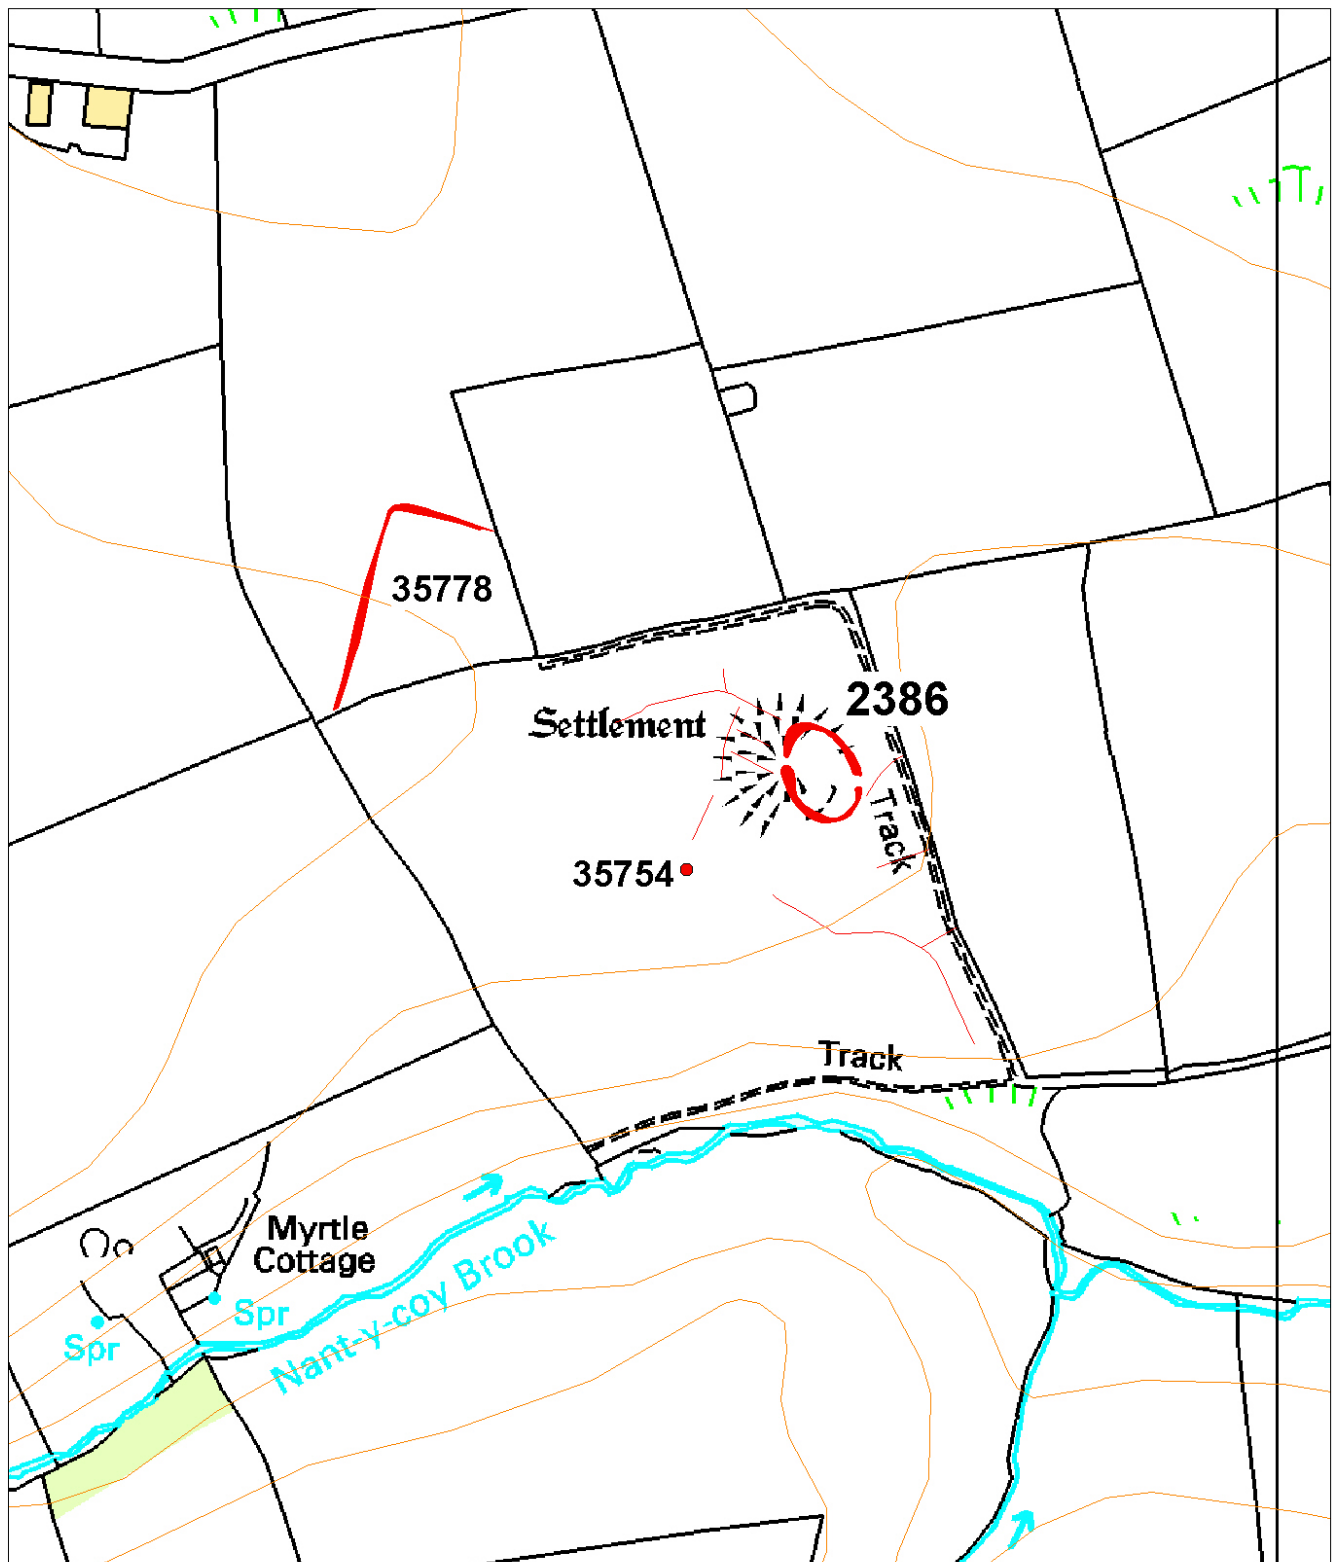 35778
2386
Settlement
Track
35754
Track
Myrtle
Cottage
Spr
Spr
Nant-y-coy Brook